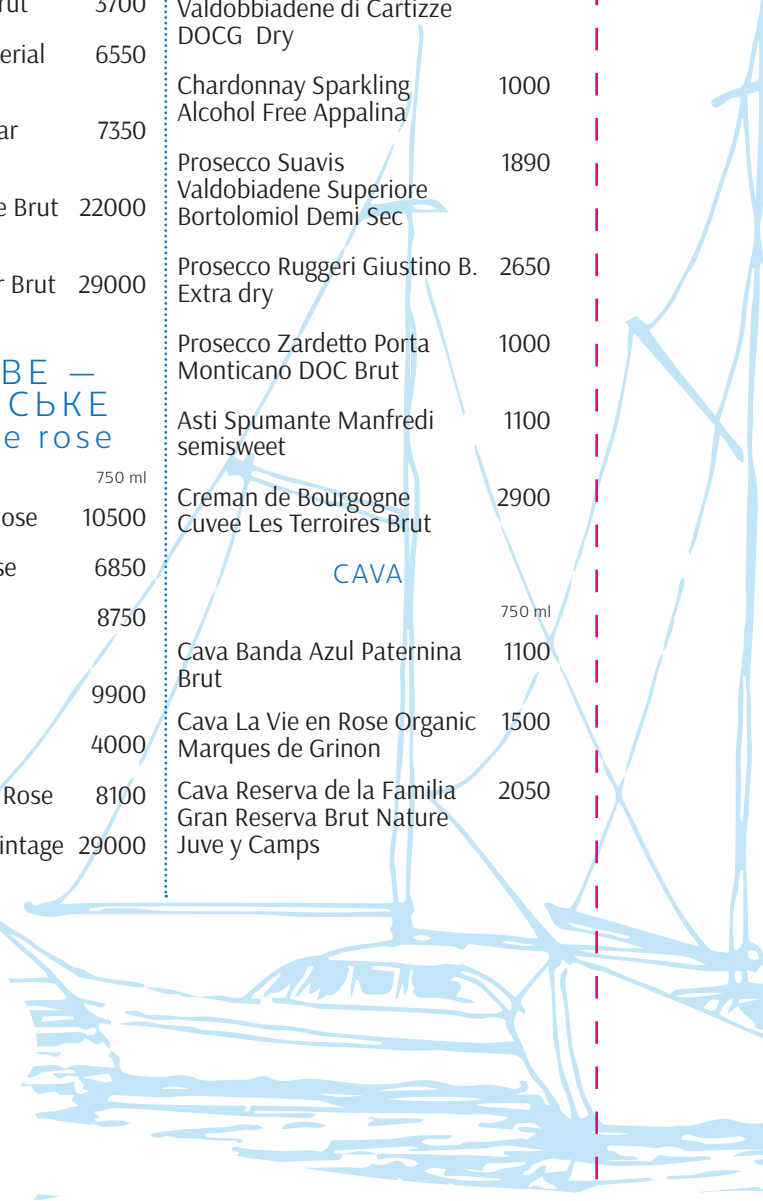 rut 3700
erial 6550
ar 7350
e Brut 22000
r Brut 29000
ВЕ —
СЬКЕ
e rose
750 ml
ose 10500
se 6850
8750
9900
4000
Rose 8100
intage 29000
Valdobbiadene di Cartizze
DOCG Dry
Chardonnay Sparkling 1000
Alcohol Free Appalina
Prosecco Suavis 1890
Valdobiadene Superiore
Bortolomiol Demi Sec
Prosecco Ruggeri Giustino B. 2650
Extra dry
Prosecco Zardetto Porta 1000
Monticano DOC Brut
Asti Spumante Manfredi 1100
semisweet
Creman de Bourgogne 2900
Cuvee Les Terroires Brut
CAVA
750 ml
Cava Banda Azul Paternina 1100
Brut
Cava La Vie en Rose Organic 1500
Marques de Grinon
Cava Reserva de la Familia 2050
Gran Reserva Brut Nature
Juve y Camps